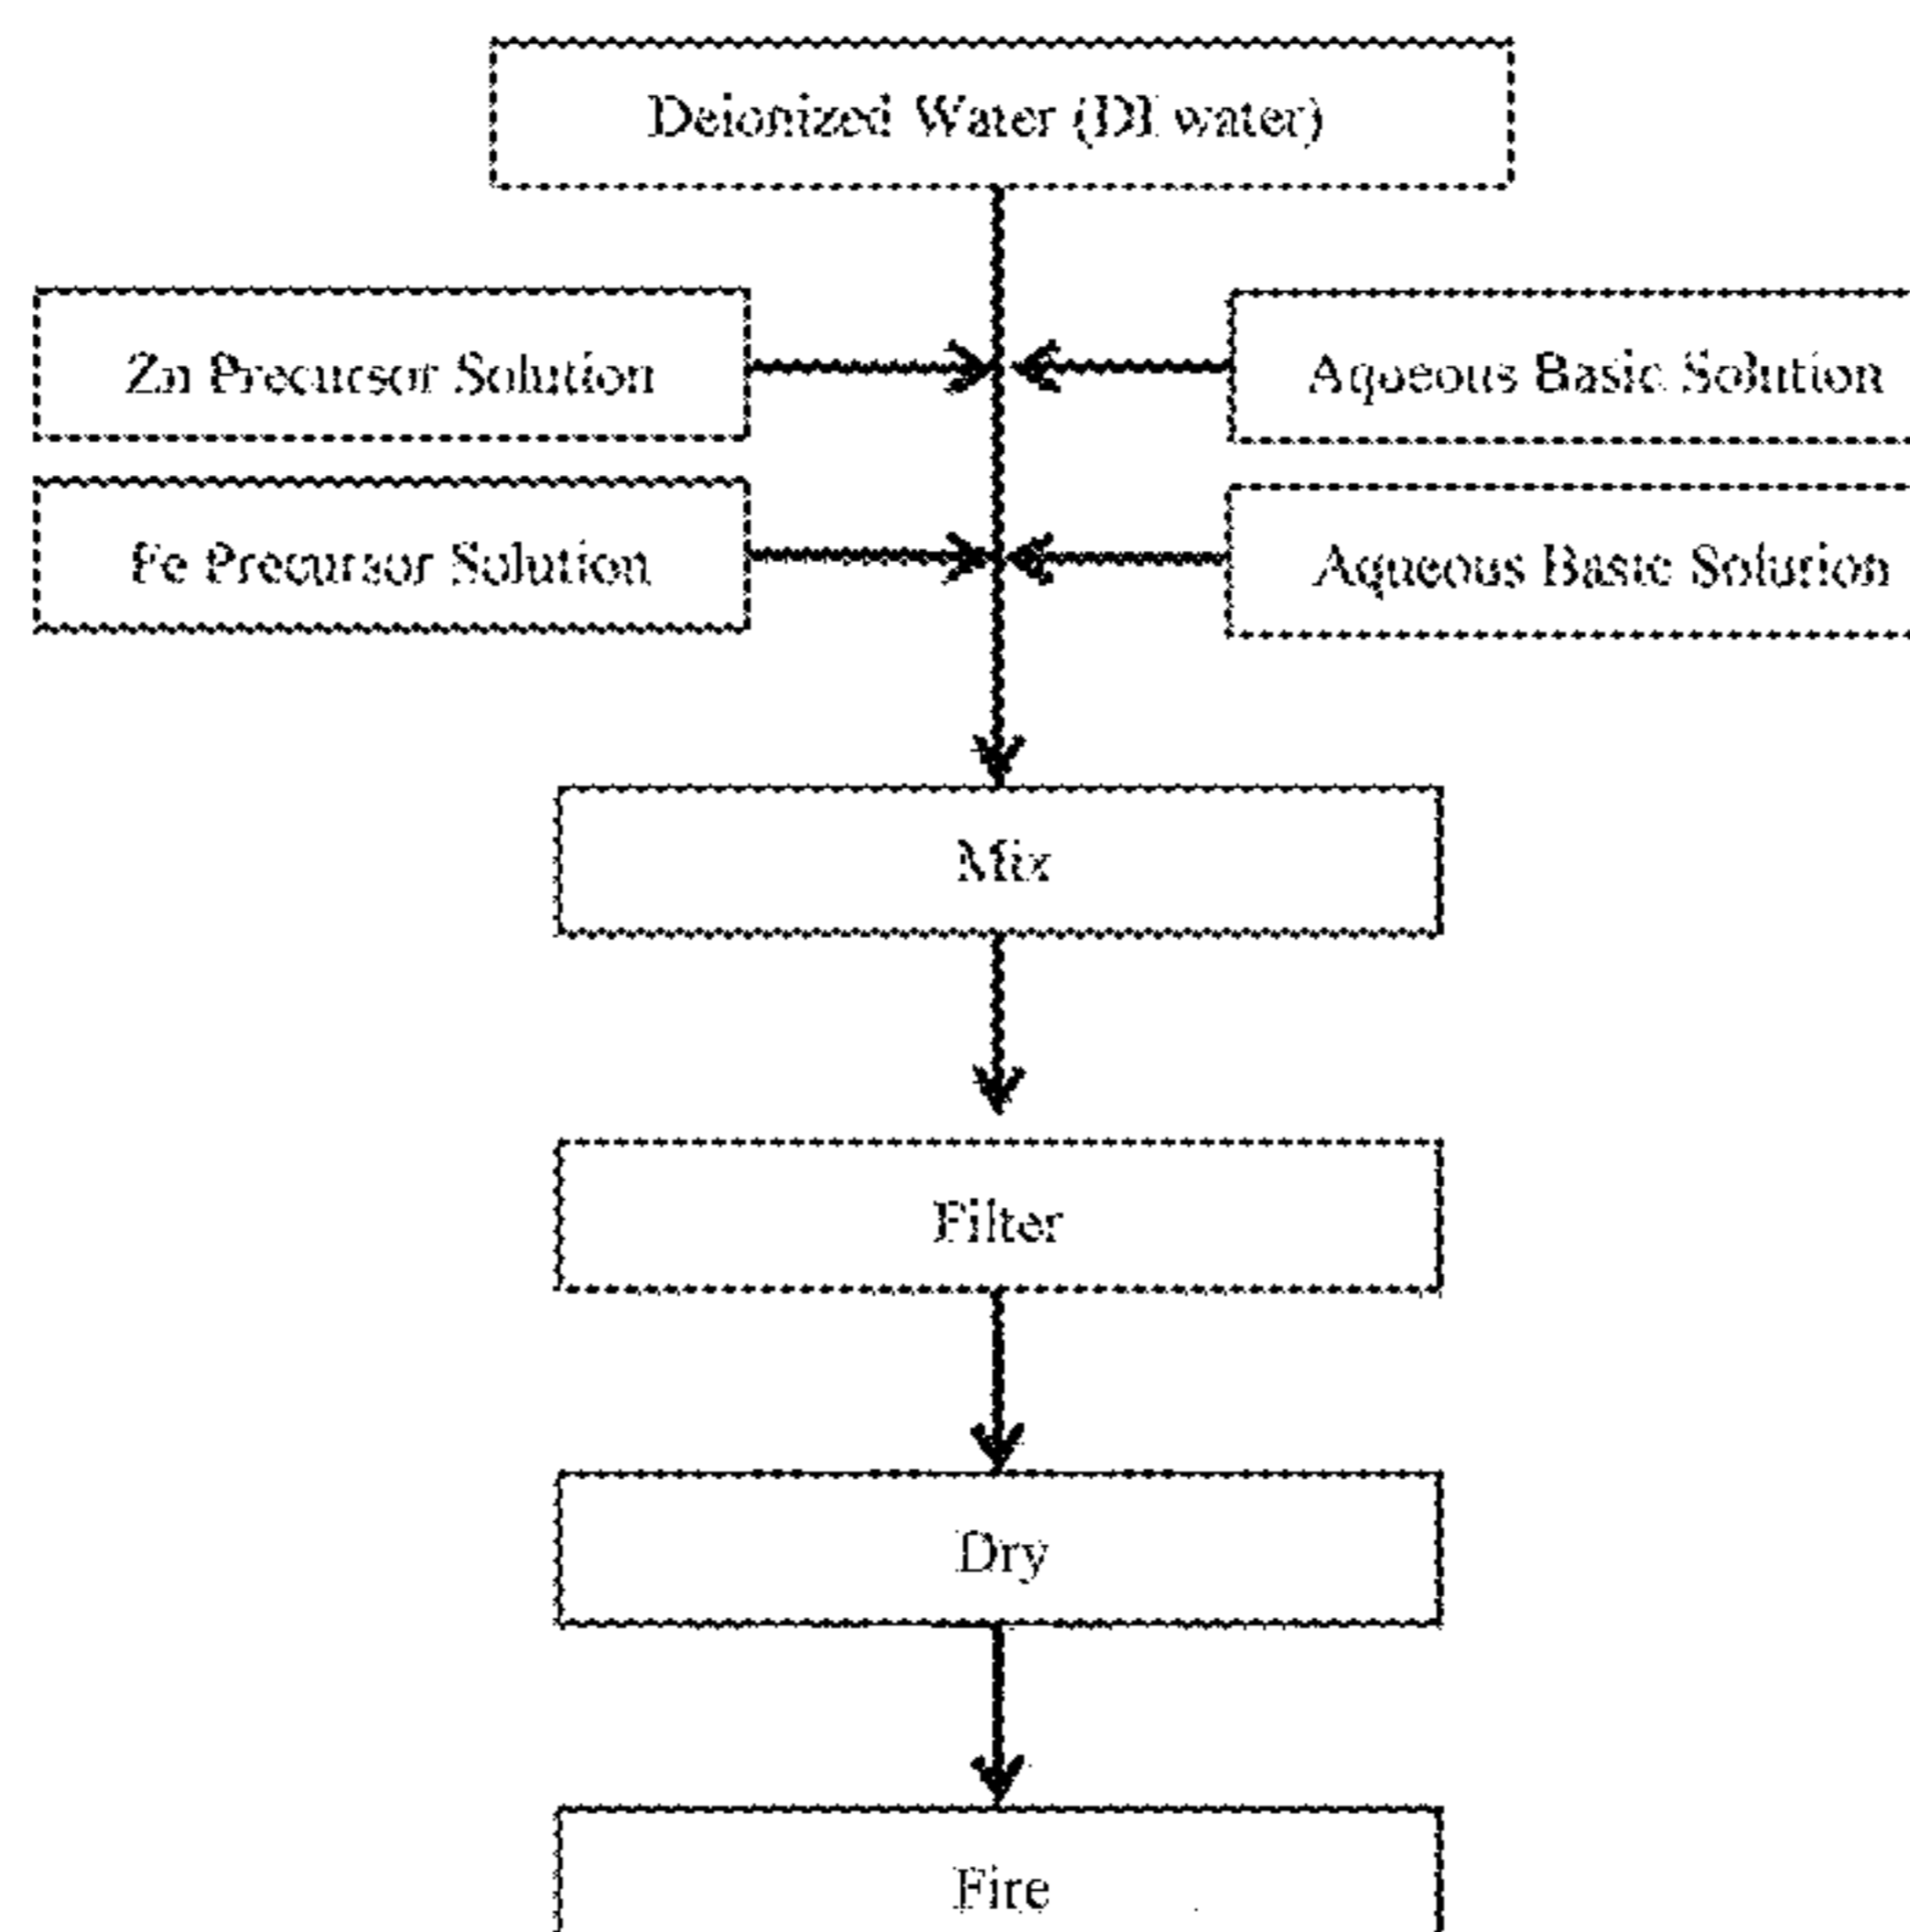 Deionized Water (DI water)
Zn Precursor Solution
Aqueous Basic Solution
Fe Precursor Solution
Aqueous Basic Solution
Mix
Filter
Dry
Fire